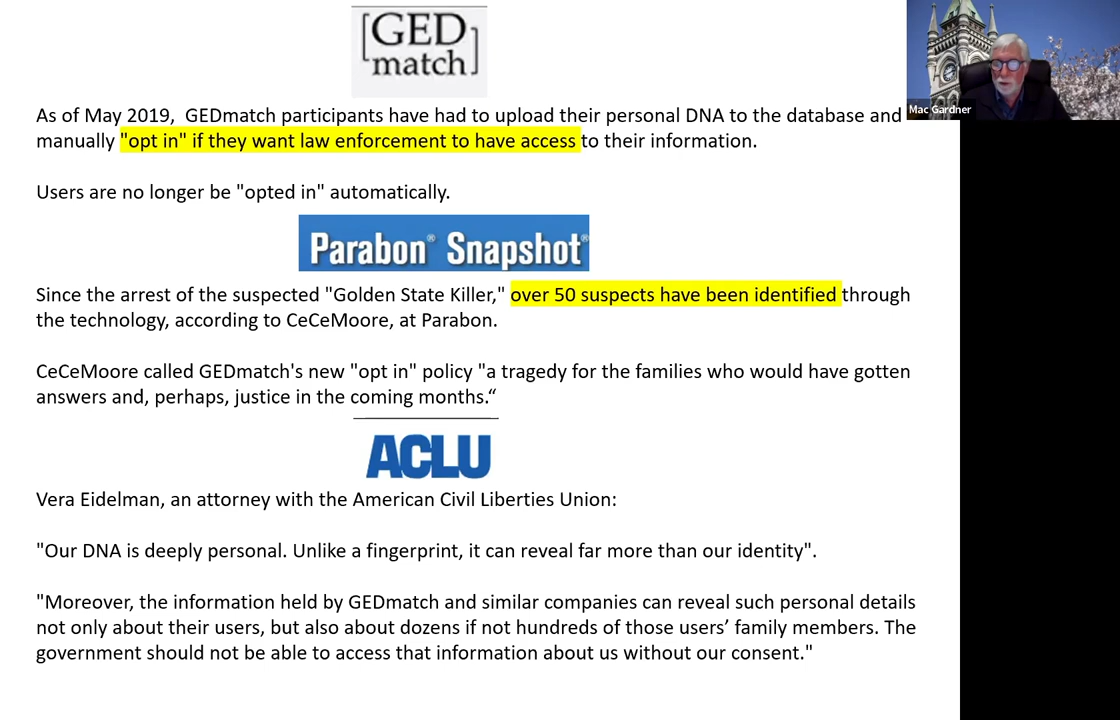 [GED
match]
Mac Gardner
As of May 2019,  GEDmatch participants have had to upload their personal DNA to the database and
manually "opt in" if they want law enforcement to have access to their information.
Users are no longer be "opted in" automatically.
Parabon® Snapshot®
Since the arrest of the suspected "Golden State Killer," over 50 suspects have been identified through
the technology, according to CeCeMoore, at Parabon.
CeCeMoore called GEDmatch's new "opt in" policy "a tragedy for the families who would have gotten
answers and, perhaps, justice in the coming months.“
ACLU
Vera Eidelman, an attorney with the American Civil Liberties Union:
"Our DNA is deeply personal. Unlike a fingerprint, it can reveal far more than our identity".
"Moreover, the information held by GEDmatch and similar companies can reveal such personal details
not only about their users, but also about dozens if not hundreds of those users’ family members. The
government should not be able to access that information about us without our consent."